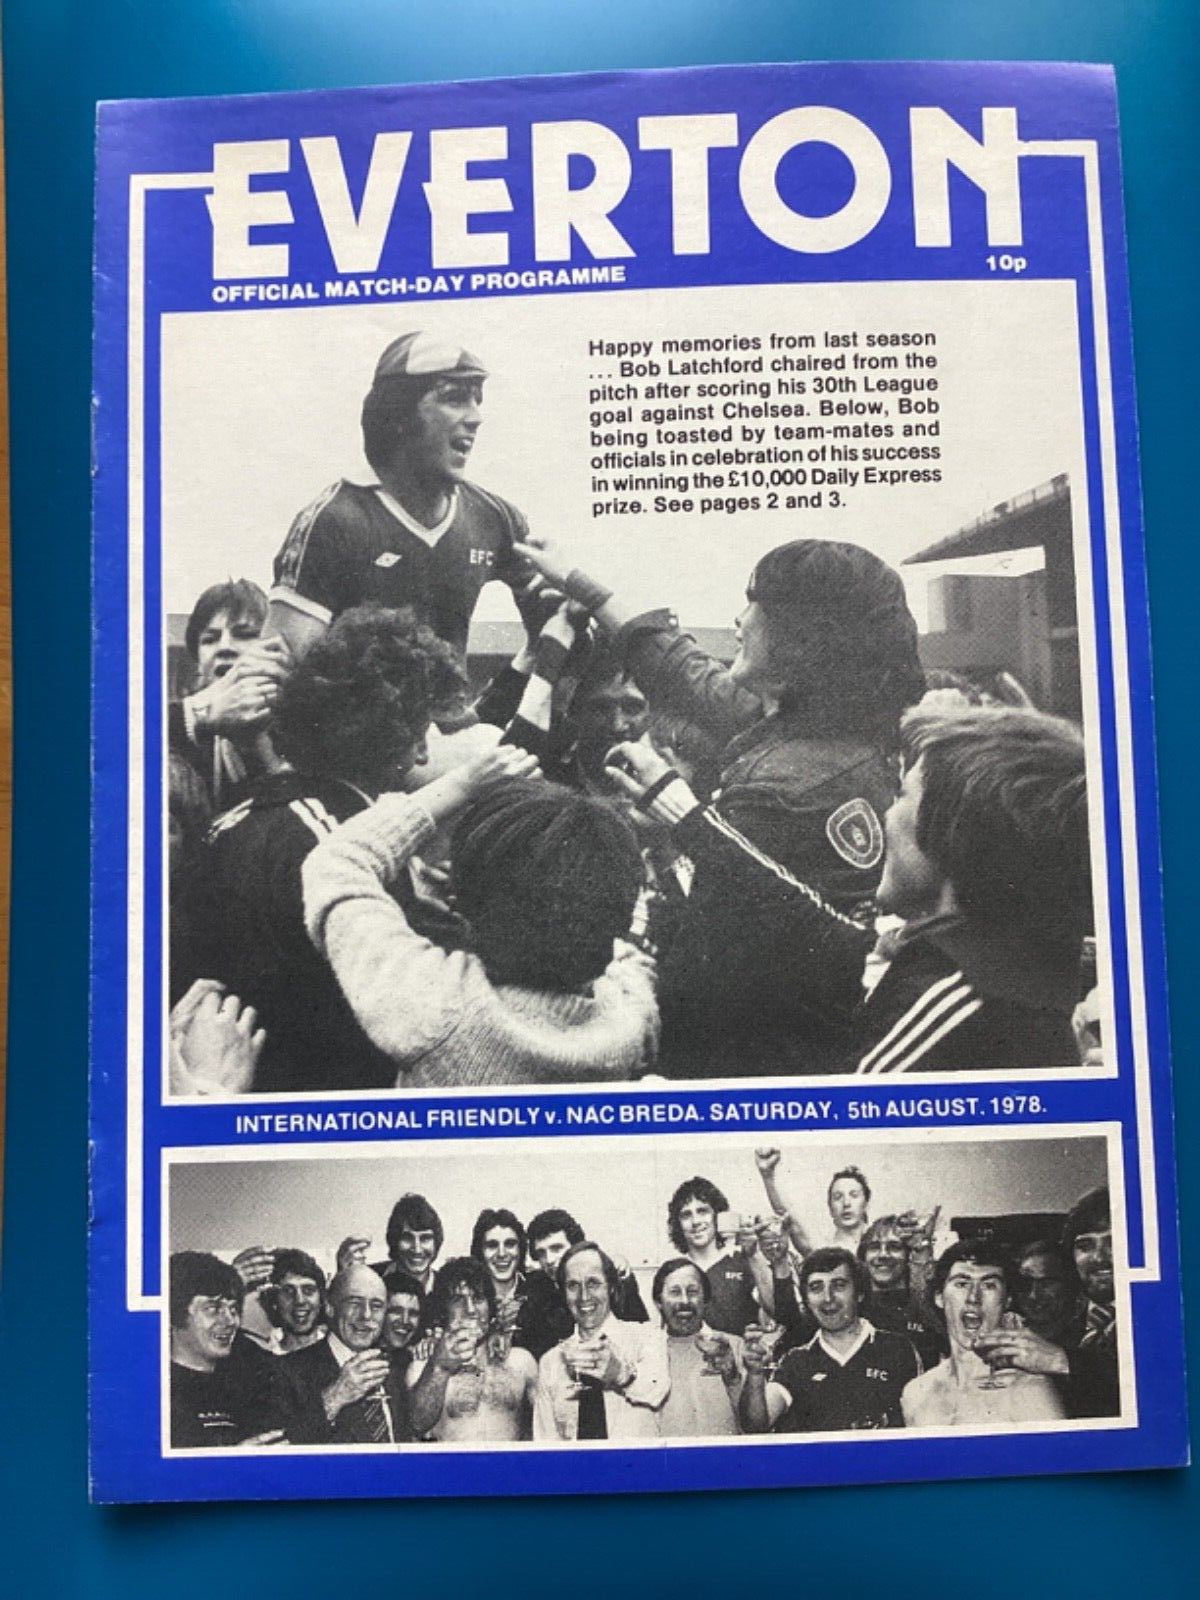 EVERTON
OFFICIAL MATCH-DAY PROGRAMME
10p
Happy memories from last season
... Bob Latchford chaired from the
pitch after scoring his 30th League
goal against Chelsea. Below, Bob
being toasted by team-mates and
officials in celebration of his success
in winning the £10,000 Daily Express
prize. See pages 2 and 3.
EFC
INTERNATIONAL FRIENDLY v. NAC BREDA. SATURDAY, 5th AUGUST, 1978.
EFC
EFC
EFC